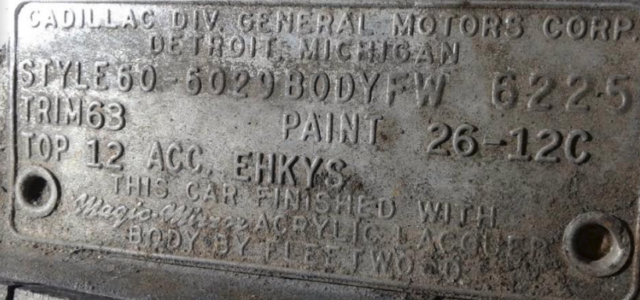 CADILLAC DIV. GENERAL MOTORS CORP.
DETROIT, MICHIGAN
STYLE 60-6029 BODY FW 6225
TRIM 63 PAINT 26-12C
TOP 12 ACC. EHKYS
THIS CAR FINISHED WITH
Magic-Mirror ACRYLIC LACQUER
BODY BY FLEETWOOD